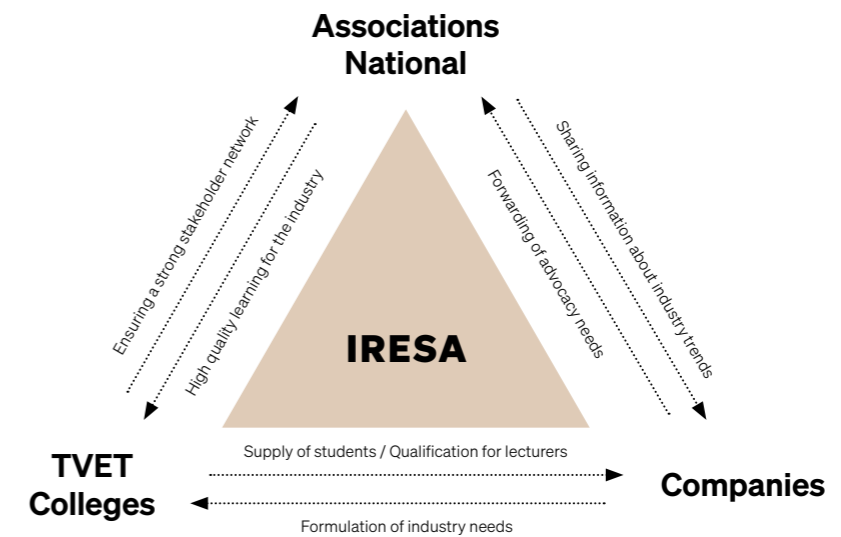 Associations
National
Ensuring a strong stakeholder network
High quality learning for the industry
Forwarding of advocacy needs
Sharing information about industry trends
IRESA
TVET
Colleges
Supply of students / Qualification for lecturers
Companies
Formulation of industry needs